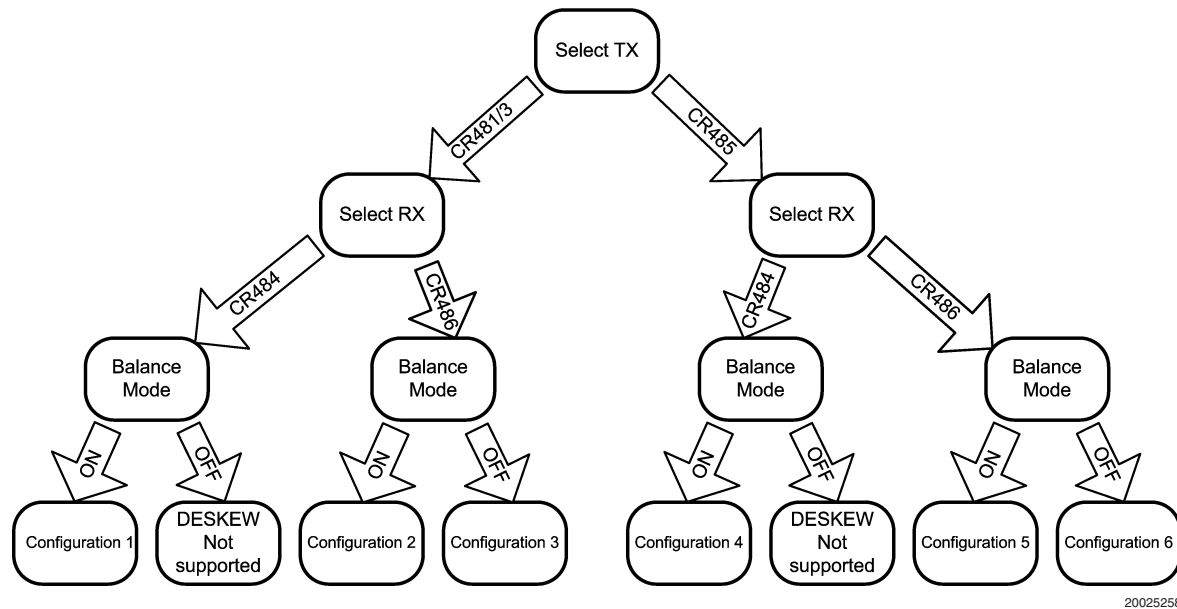 Select TX
CR481/3
CR485
Select RX
Select RX
CR484
CR486
CR484
CR486
Balance
Mode
Balance
Mode
Balance
Mode
Balance
Mode
ON
OFF
ON
OFF
ON
OFF
ON
OFF
Configuration 1
DESKEW
Not
supported
Configuration 2
Configuration 3
Configuration 4
DESKEW
Not
supported
Configuration 5
Configuration 6
20025258